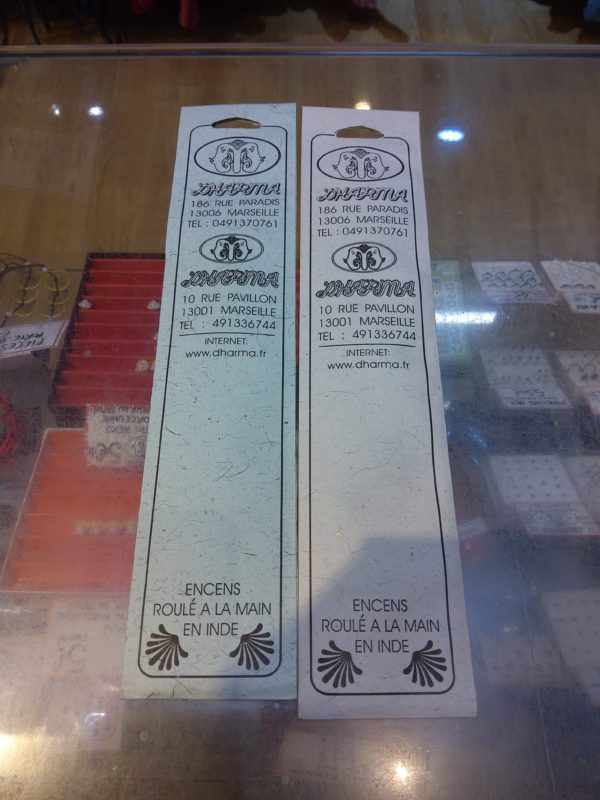 DHARMA
186 RUE PARADIS
13006 MARSEILLE
TEL : 0491370761
DHARMA
10 RUE PAVILLON
13001 MARSEILLE
TEL : 491336744
INTERNET:
www.dharma.fr
ENCENS
ROULÉ A LA MAIN
EN INDE
DHARMA
186 RUE PARADIS
13006 MARSEILLE
TEL : 0491370761
DHARMA
10 RUE PAVILLON
13001 MARSEILLE
TEL : 491336744
INTERNET:
www.dharma.fr
ENCENS
ROULÉ A LA MAIN
EN INDE
5€